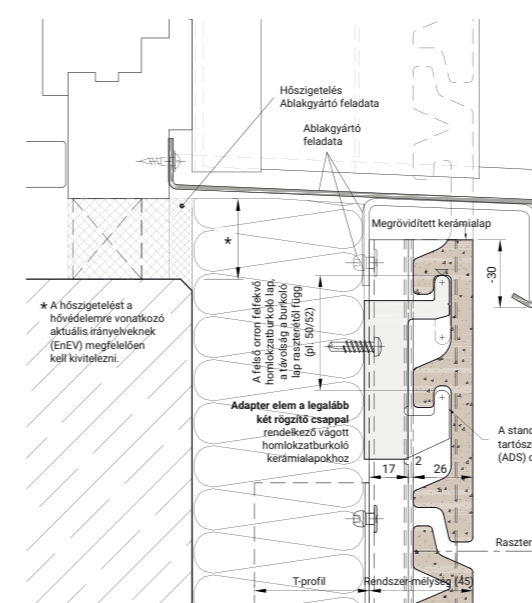 Hőszigetelés
Ablakgyártó feladata
Ablakgyártó
feladata
Megrövidített kerámialap
*
-30
* A hőszigetelést a
hővédelemre vonatkozó
aktuális irányelveknek
(EnEV) megfelelően
kell kivitelezni.
A felső orron felfekvő
homlokzatburkoló lap,
a távolság a burkoló
lap raszterétől függ
(pl. 50/52)
Adapter elem a legalább
két rögzítő csappal
rendelkező vágott
homlokzatburkoló
kerámialapokhoz
A stand
tartósz
(ADS) c
17
2
26
Raszter
T-profil
Rendszer-mélység (45)